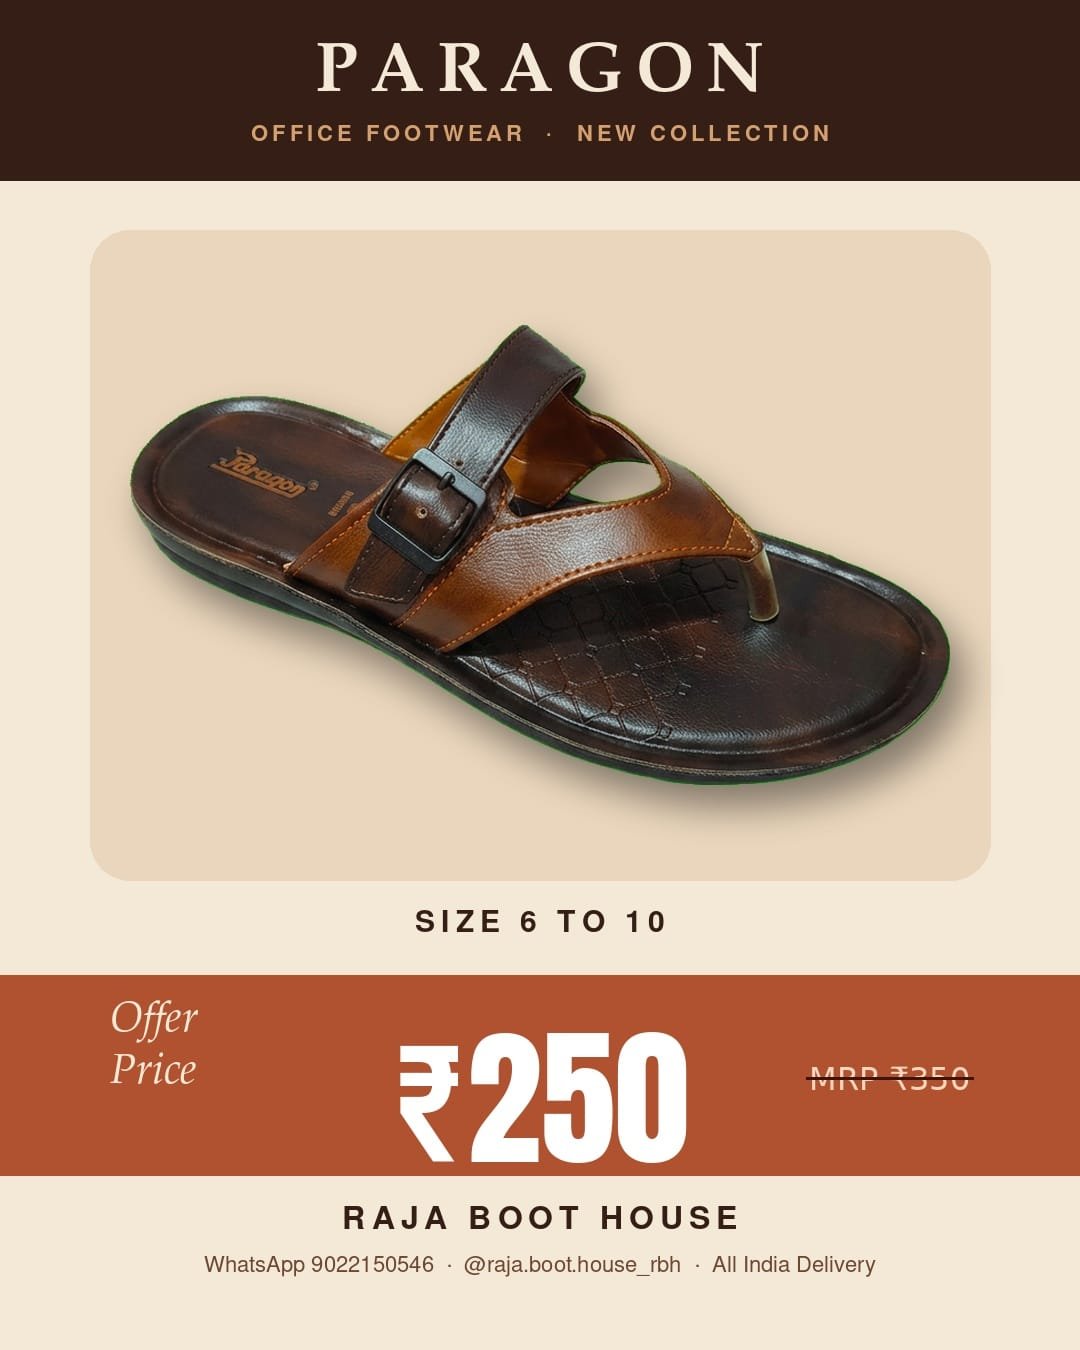 PARAGON
OFFICE FOOTWEAR · NEW COLLECTION
Paragon®
SIZE 6 TO 10
Offer
Price
₹250
MRP ₹350
RAJA BOOT HOUSE
WhatsApp 9022150546 · @raja.boot.house_rbh · All India Delivery